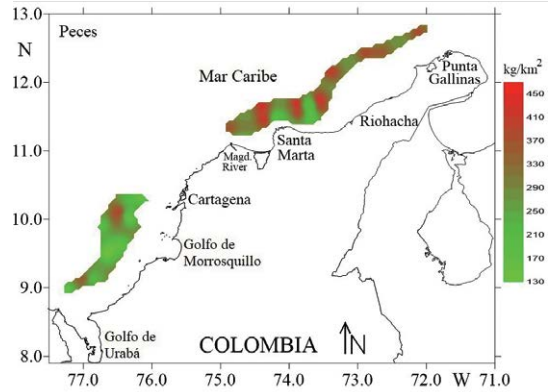 13.0
N
Peces
12.0
Mar Caribe
Punta
Gallinas
Riohacha
11.0
Santa
Marta
Magd.
River
Cartagena
10.0
Golfo de
Morrosquillo
9.0
Golfo de
Urabá
COLOMBIA
N
8.0
77.0 76.0 75.0 74.0 73.0 72.0 W 71.0
450
410
370
330
290
250
210
170
130
kg/km²